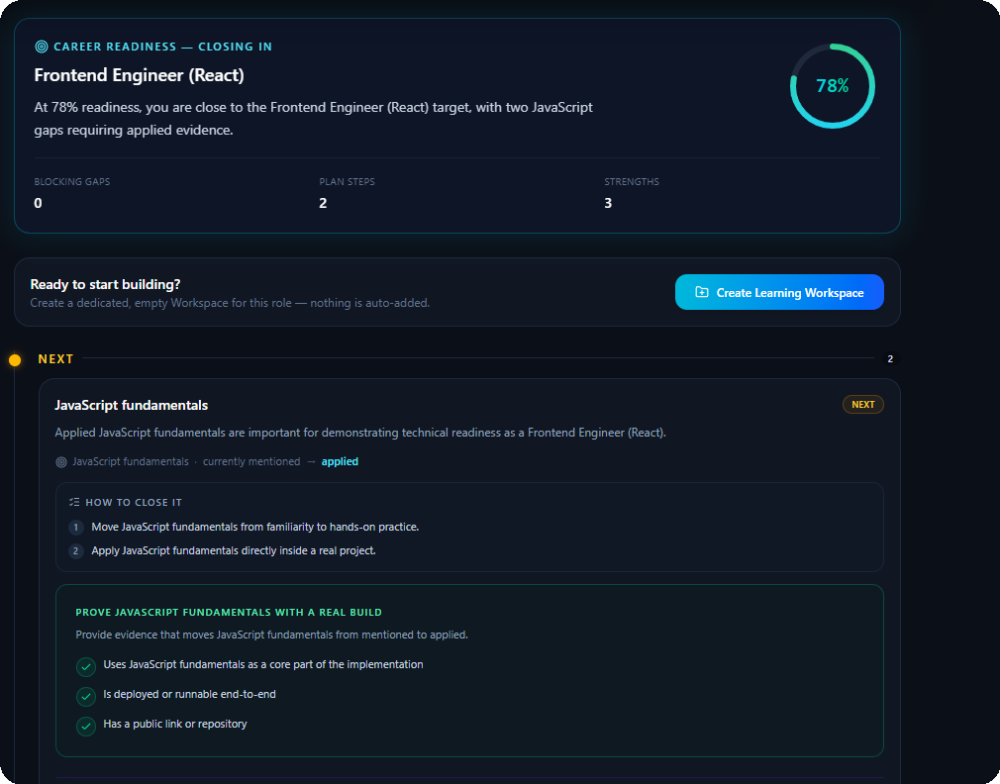 CAREER READINESS — CLOSING IN
Frontend Engineer (React)
At 78% readiness, you are close to the Frontend Engineer (React) target, with two JavaScript
gaps requiring applied evidence.
78%
BLOCKING GAPS
0
PLAN STEPS
2
STRENGTHS
3
Ready to start building?
Create a dedicated, empty Workspace for this role — nothing is auto-added.
Create Learning Workspace
NEXT
2
JavaScript fundamentals
NEXT
Applied JavaScript fundamentals are important for demonstrating technical readiness as a Frontend Engineer (React).
JavaScript fundamentals · currently mentioned → applied
HOW TO CLOSE IT
1 Move JavaScript fundamentals from familiarity to hands-on practice.
2 Apply JavaScript fundamentals directly inside a real project.
PROVE JAVASCRIPT FUNDAMENTALS WITH A REAL BUILD
Provide evidence that moves JavaScript fundamentals from mentioned to applied.
Uses JavaScript fundamentals as a core part of the implementation
Is deployed or runnable end-to-end
Has a public link or repository